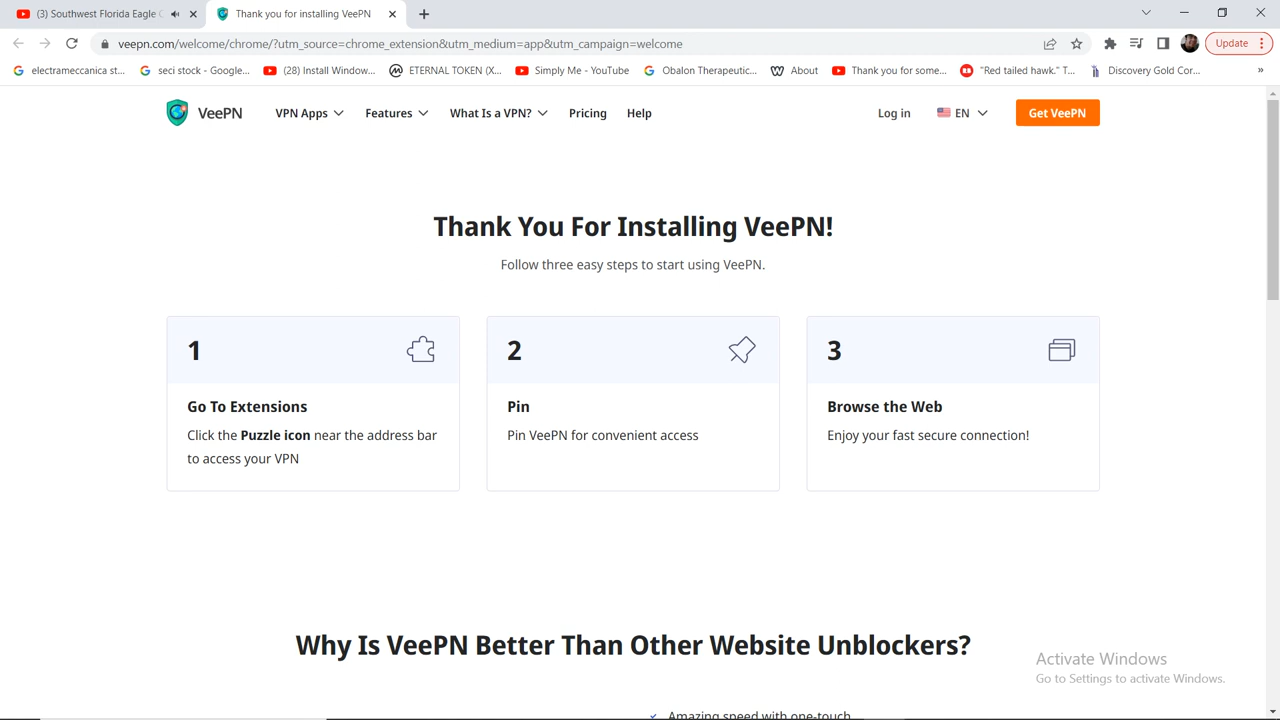 (3) Southwest Florida Eagle C
Thank you for installing VeePN
veepn.com/welcome/chrome/?utm_source=chrome_extension&utm_medium=app&utm_campaign=welcome
Update
electrameccanica st...
seci stock - Google...
(28) Install Window...
ETERNAL TOKEN (X...
Simply Me - YouTube
Obalon Therapeutic...
About
Thank you for some...
"Red tailed hawk." T...
Discovery Gold Cor...
»
VeePN
VPN Apps
Features
What Is a VPN?
Pricing
Help
Log in
EN
Get VeePN
Thank You For Installing VeePN!
Follow three easy steps to start using VeePN.
1
Go To Extensions
Click the Puzzle icon near the address bar
to access your VPN
2
Pin
Pin VeePN for convenient access
3
Browse the Web
Enjoy your fast secure connection!
Why Is VeePN Better Than Other Website Unblockers?
Amazing speed with one-touch
Activate Windows
Go to Settings to activate Windows.